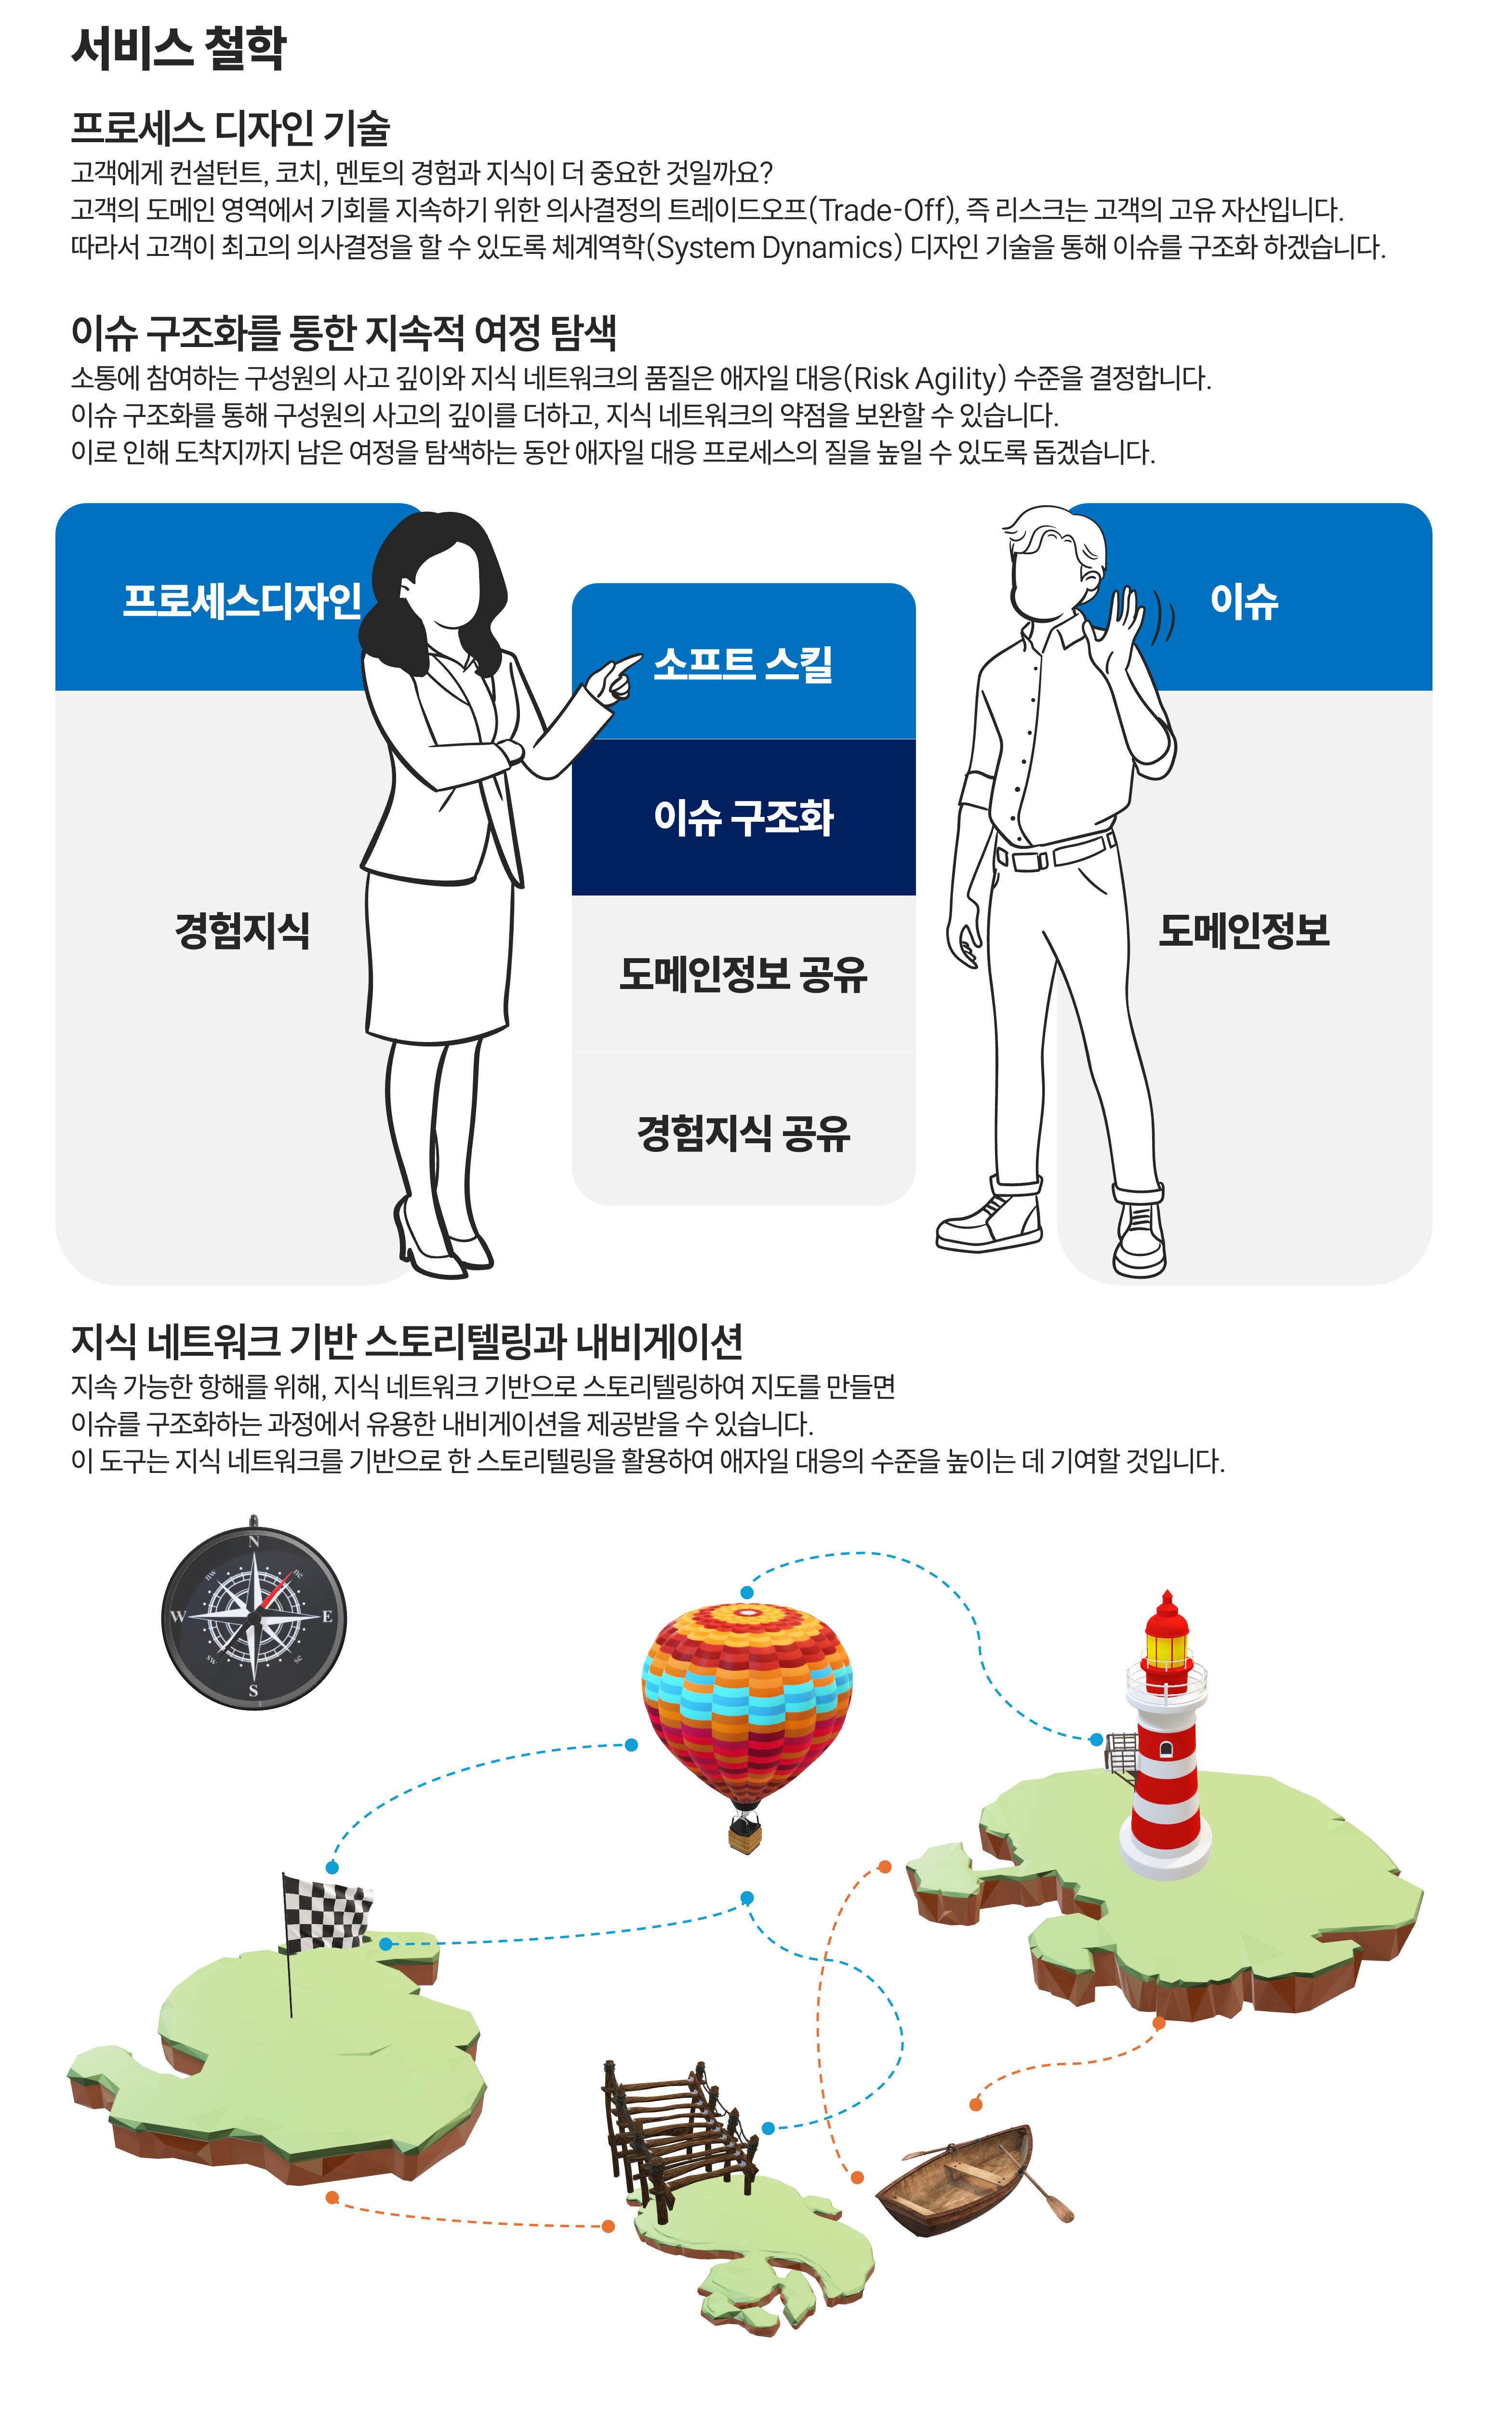 서비스 철학
프로세스 디자인 기술
고객에게 컨설턴트, 코치, 멘토의 경험과 지식이 더 중요한 것일까요?
고객의 도메인 영역에서 기회를 지속하기 위한 의사결정의 트레이드오프(Trade-Off), 즉 리스크는 고객의 고유 자산입니다.
따라서 고객이 최고의 의사결정을 할 수 있도록 체계역학(System Dynamics) 디자인 기술을 통해 이슈를 구조화 하겠습니다.
이슈 구조화를 통한 지속적 여정 탐색
소통에 참여하는 구성원의 사고 깊이와 지식 네트워크의 품질은 애자일 대응(Risk Agility) 수준을 결정합니다.
이슈 구조화를 통해 구성원의 사고의 깊이를 더하고, 지식 네트워크의 약점을 보완할 수 있습니다.
이로 인해 도착지까지 남은 여정을 탐색하는 동안 애자일 대응 프로세스의 질을 높일 수 있도록 돕겠습니다.
프로세스디자인
경험지식
소프트 스킬
이슈 구조화
도메인정보 공유
경험지식 공유
이슈
도메인정보
지식 네트워크 기반 스토리텔링과 내비게이션
지속 가능한 항해를 위해, 지식 네트워크 기반으로 스토리텔링하여 지도를 만들면
이슈를 구조화하는 과정에서 유용한 내비게이션을 제공받을 수 있습니다.
이 도구는 지식 네트워크를 기반으로 한 스토리텔링을 활용하여 애자일 대응의 수준을 높이는 데 기여할 것입니다.
N
nw
ne
W
E
sw
se
S